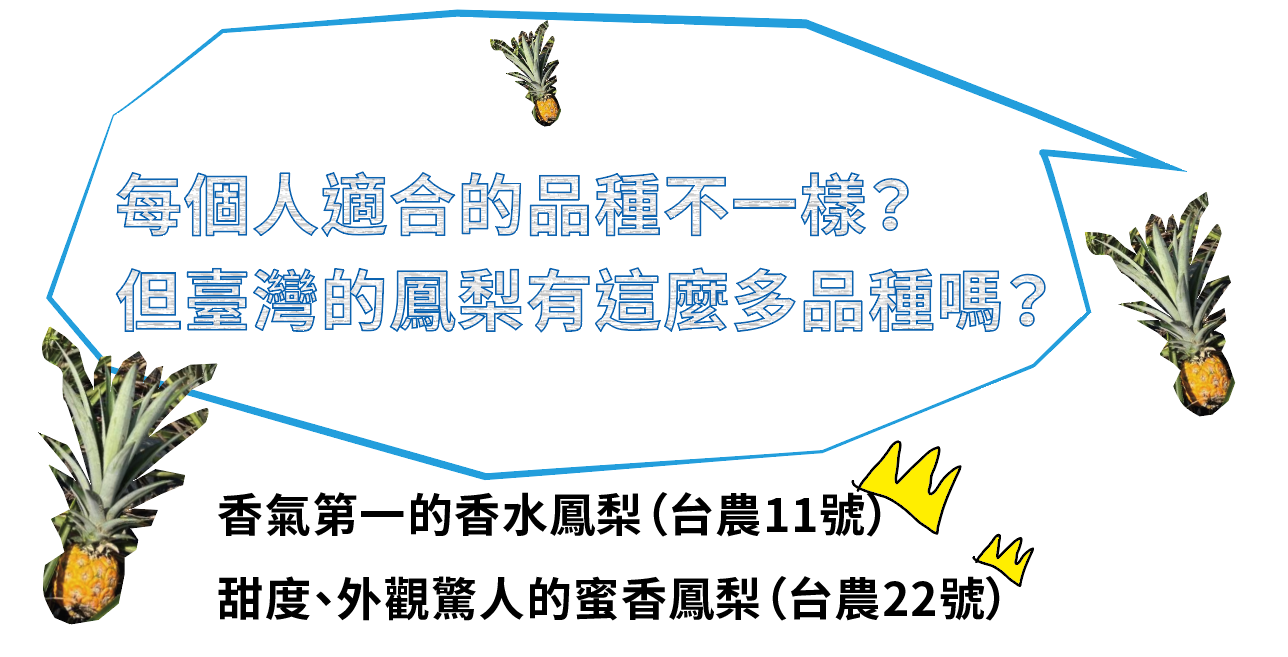 每個人適合的品種不一樣？
但臺灣的鳳梨有這麼多品種嗎？
香氣第一的香水鳳梨（台農11號）
甜度、外觀驚人的蜜香鳳梨（台農22號）